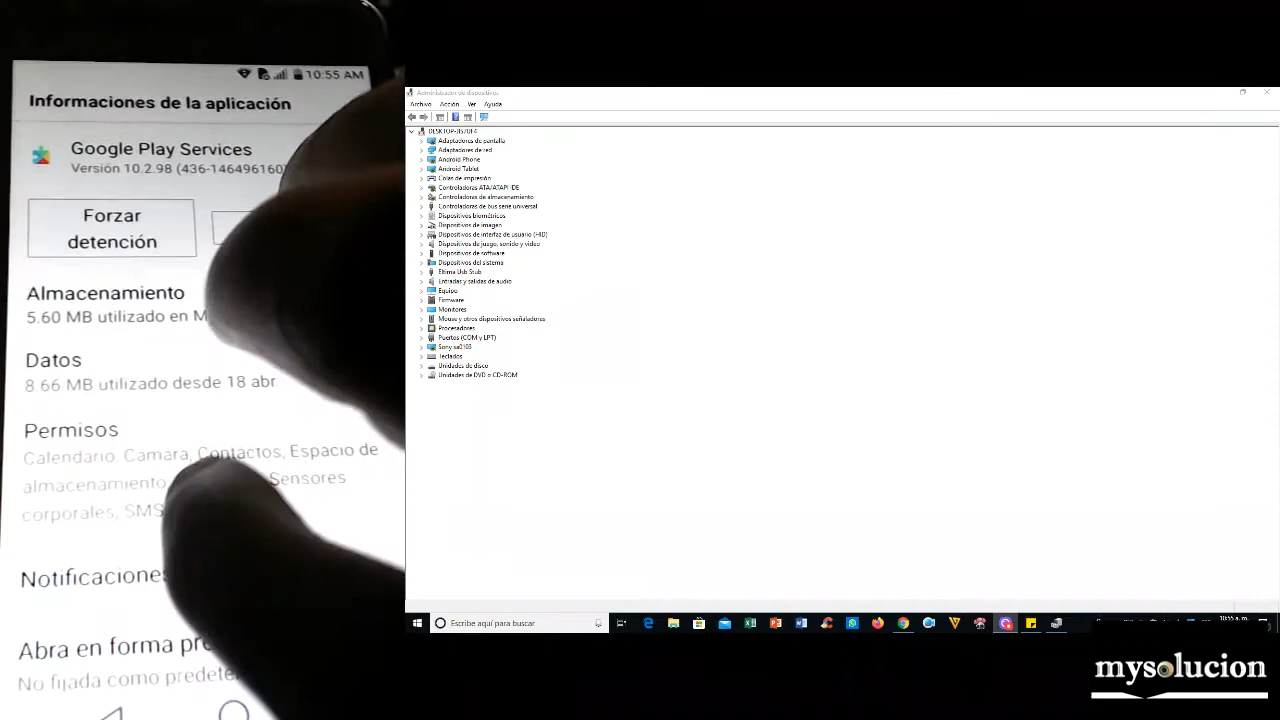 10:55 AM
Informaciones de la aplicación
Google Play Services
Versión 10.2.98 (436-146496160)
Forzar
detención
Almacenamiento
5.60 MB utilizado en M
Datos
8.66 MB utilizado desde 18 abr.
Permisos
Calendario, Camara, Contactos, Espacio de
almacenamiento Sensores
corporales, SMS
Notificaciones
Abra en forma pre
No fijada como predete
Administrador de dispositivos
Archivo Acción Ver Ayuda
Adaptadores de pantalla
Adaptadores de red
Android Phone
Android Tablet
Colas de impresión
Controladoras ATA/ATAPI IDE
Controladoras de almacenamiento
Controladoras de bus serie universal
Dispositivos biométricos
Dispositivos de imagen
Dispositivos de interfaz de usuario (HID)
Dispositivos de juego, sonido y video
Dispositivos de software
Dispositivos del sistema
Eltima Usb Stub
Entradas y salidas de audio
Equipo
Firmware
Monitores
Mouse y otros dispositivos señaladores
Procesadores
Puertos (COM y LPT)
Sony sa0103
Teclados
Unidades de disco
Unidades de DVD o CD-ROM
Escribe aquí para buscar
10:55 a. m.
mysolucion